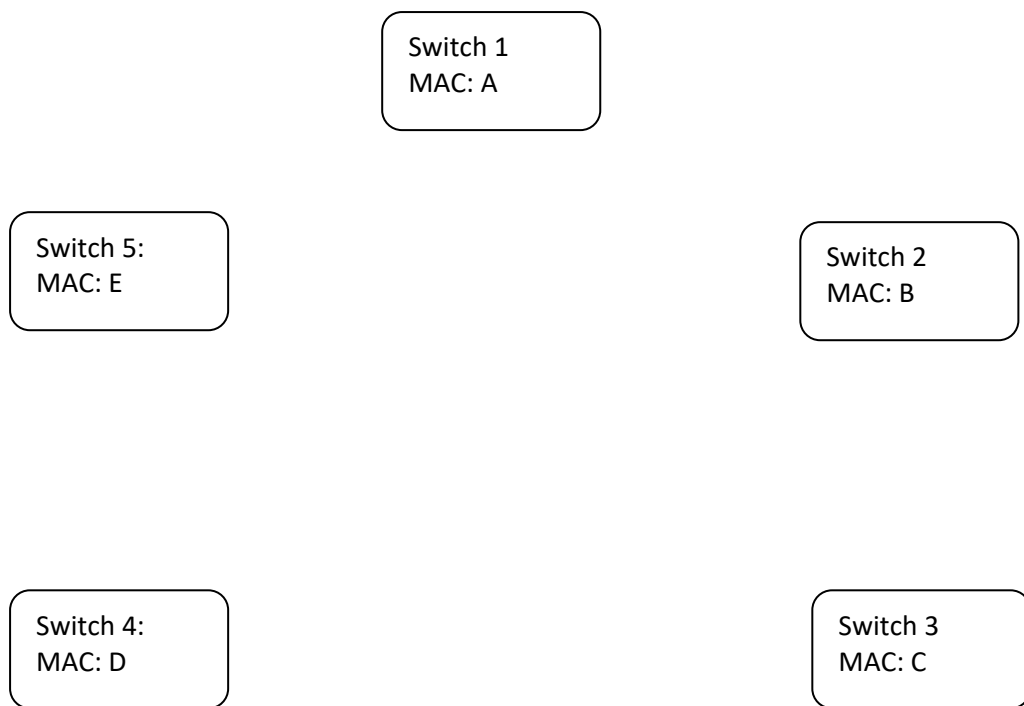 Switch 1
MAC: A
Switch 5:
MAC: E
Switch 2
MAC: B
Switch 4:
MAC: D
Switch 3
MAC: C